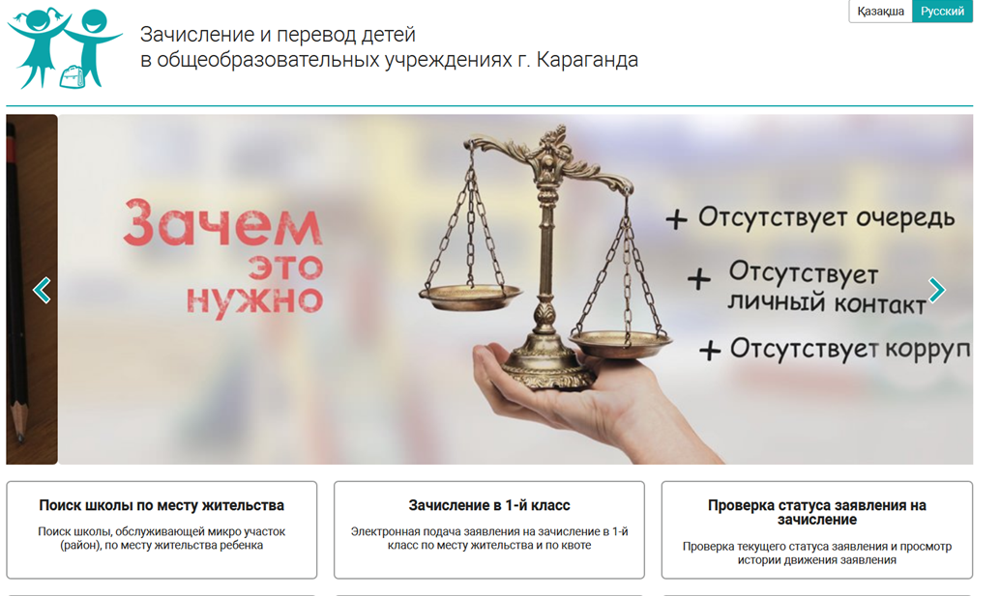 Қазақша Русский
Зачисление и перевод детей
в общеобразовательных учреждениях г. Караганда
Зачем
это
нужно
+ Отсутствует очередь
+ Отсутствует
личный контакт
+ Отсутствует корруп
Поиск школы по месту жительства
Поиск школы, обслуживающей микро участок
(район), по месту жительства ребенка
Зачисление в 1-й класс
Электронная подача заявления на зачисление в 1-й
класс по месту жительства и по квоте
Проверка статуса заявления на
зачисление
Проверка текущего статуса заявления и просмотр
истории движения заявления